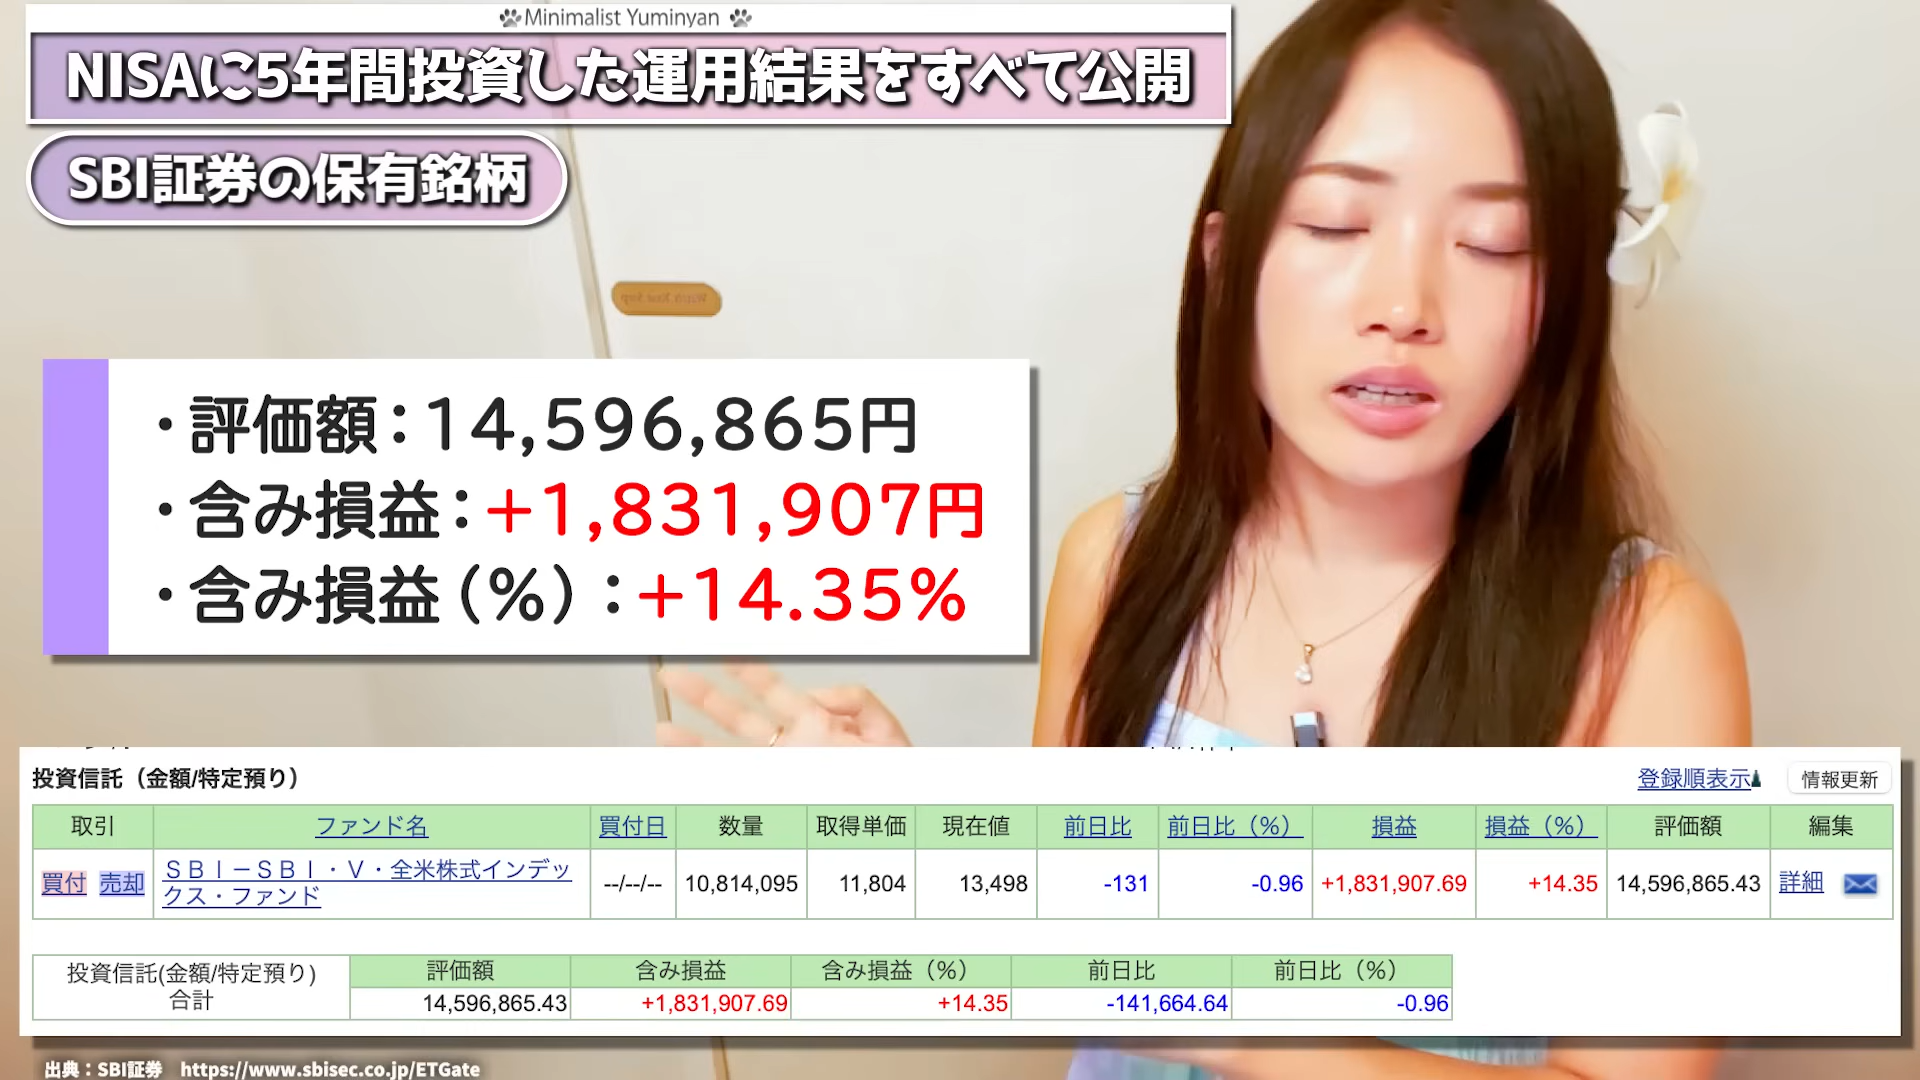 Minimalist Yuminyan
NISAに5年間投資した運用結果をすべて公開
SBI証券の保有銘柄
Watch Your Step
・評価額：14,596,865円
・含み損益：+1,831,907円
・含み損益（%）：+14.35%
投資信託（金額/特定預り）
登録順表示 情報更新
取引 ファンド名 買付日 数量 取得単価 現在値 前日比 前日比（%） 損益 損益（%） 評価額 編集
買付 売却 ＳＢＩ－ＳＢＩ・Ｖ・全米株式インデックス・ファンド --/--/-- 10,814,095 11,804 13,498 -131 -0.96 +1,831,907.69 +14.35 14,596,865.43 詳細
投資信託(金額/特定預り)合計 評価額 含み損益 含み損益（%） 前日比 前日比（%）
14,596,865.43 +1,831,907.69 +14.35 -141,664.64 -0.96
出典：SBI証券 https://www.sbisec.co.jp/ETGate